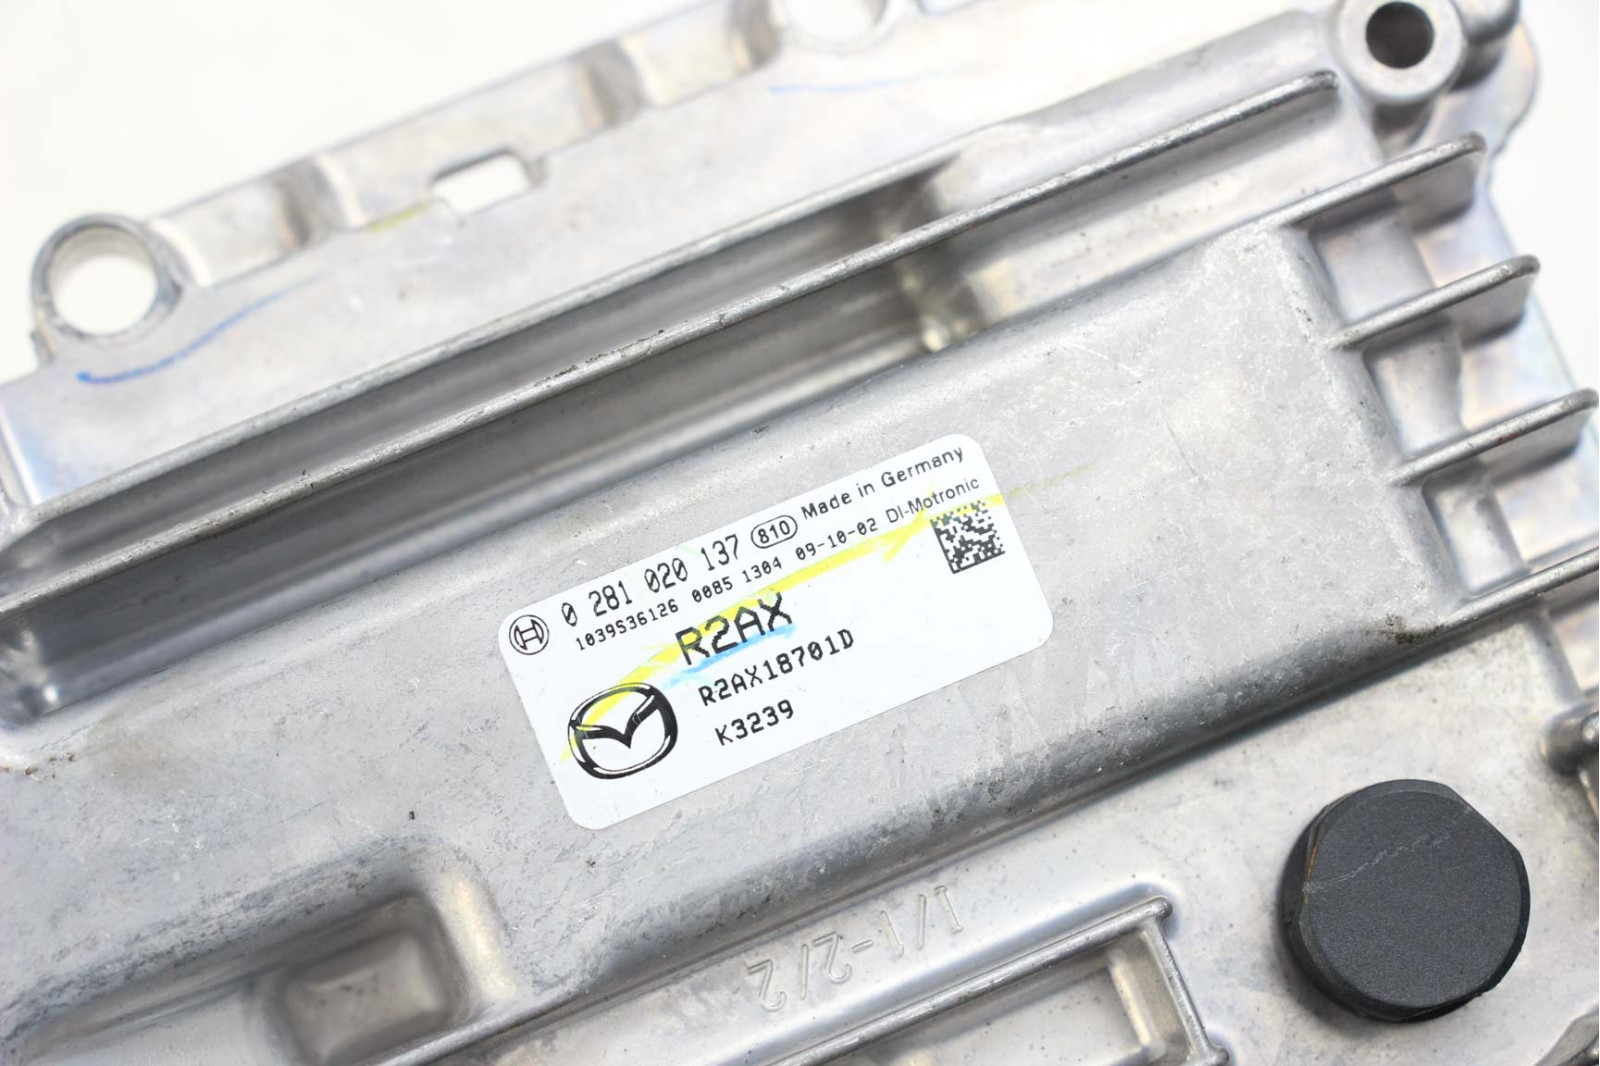 0 281 020 137 810 Made in Germany
1039S36126 0085 1304 09-10-02 DI-Motronic
R2AX
R2AX18701D
K3239
1/1-2/2